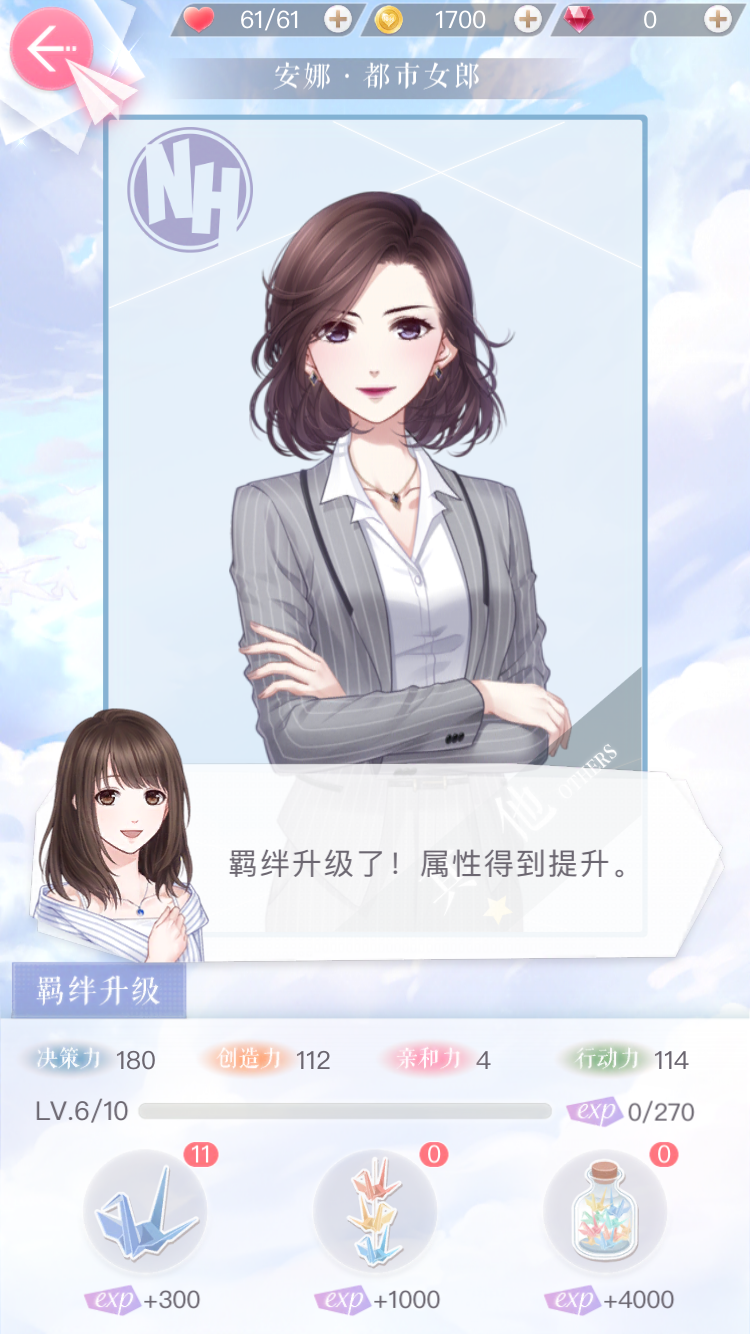 61/61
1700
0
安娜·都市女郎
NH
其他
OTHERS
羁绊升级了！属性得到提升。
羁绊升级
决策力 180 创造力 112 亲和力 4 行动力 114
LV.6/10 exp 0/270
11 0 0
exp +300 exp +1000 exp +4000